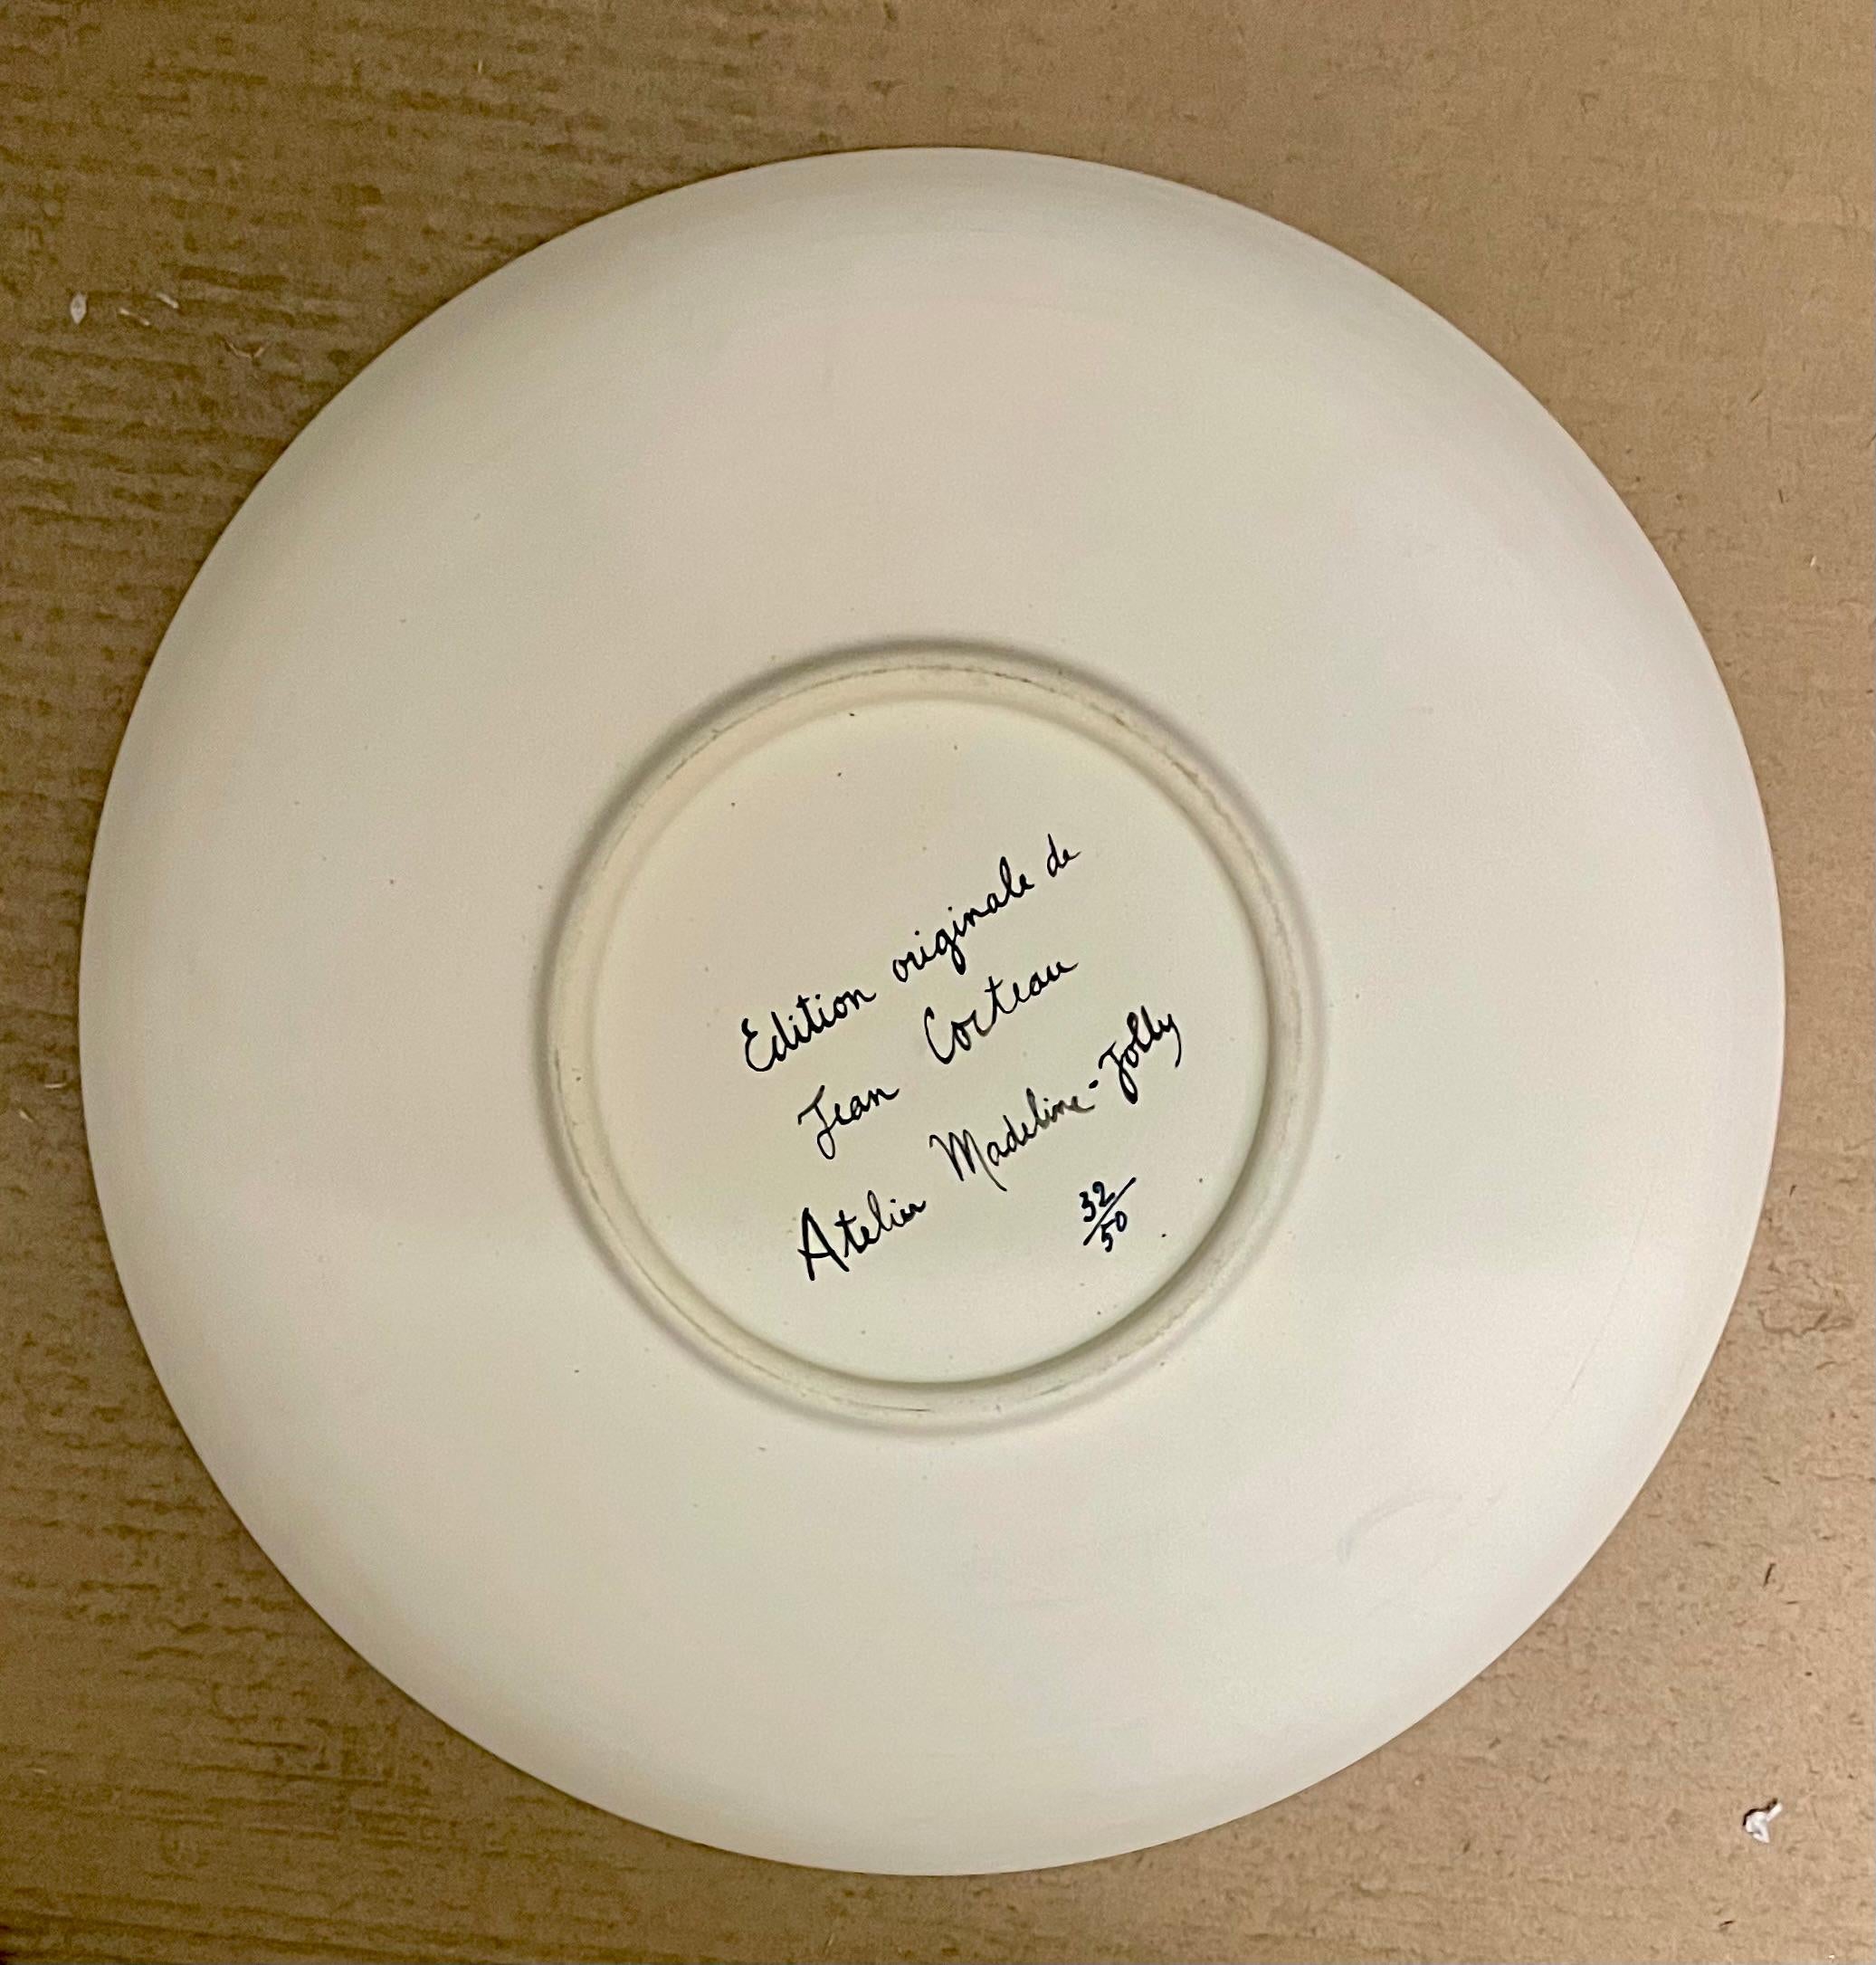 Edition originale de
Jean Cocteau
Atelier Madeline-Jolly
32/50